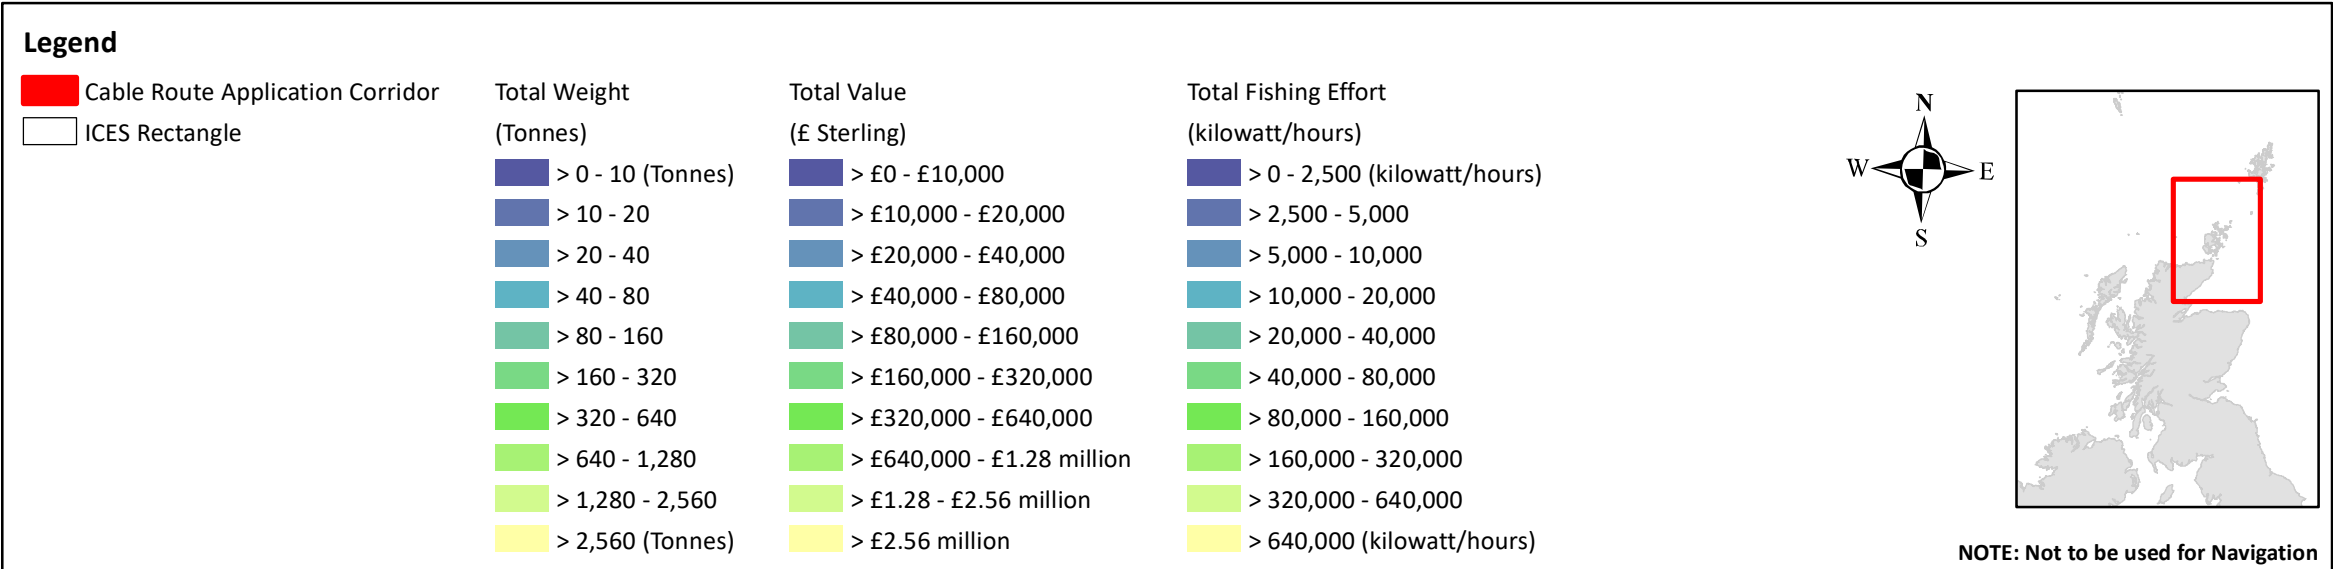 Legend
Cable Route Application Corridor
ICES Rectangle
Total Weight
(Tonnes)
> 0 - 10 (Tonnes)
> 10 - 20
> 20 - 40
> 40 - 80
> 80 - 160
> 160 - 320
> 320 - 640
> 640 - 1,280
> 1,280 - 2,560
> 2,560 (Tonnes)
Total Value
(£ Sterling)
> £0 - £10,000
> £10,000 - £20,000
> £20,000 - £40,000
> £40,000 - £80,000
> £80,000 - £160,000
> £160,000 - £320,000
> £320,000 - £640,000
> £640,000 - £1.28 million
> £1.28 - £2.56 million
> £2.56 million
Total Fishing Effort
(kilowatt/hours)
> 0 - 2,500 (kilowatt/hours)
> 2,500 - 5,000
> 5,000 - 10,000
> 10,000 - 20,000
> 20,000 - 40,000
> 40,000 - 80,000
> 80,000 - 160,000
> 160,000 - 320,000
> 320,000 - 640,000
> 640,000 (kilowatt/hours)
N
W E
S
NOTE: Not to be used for Navigation